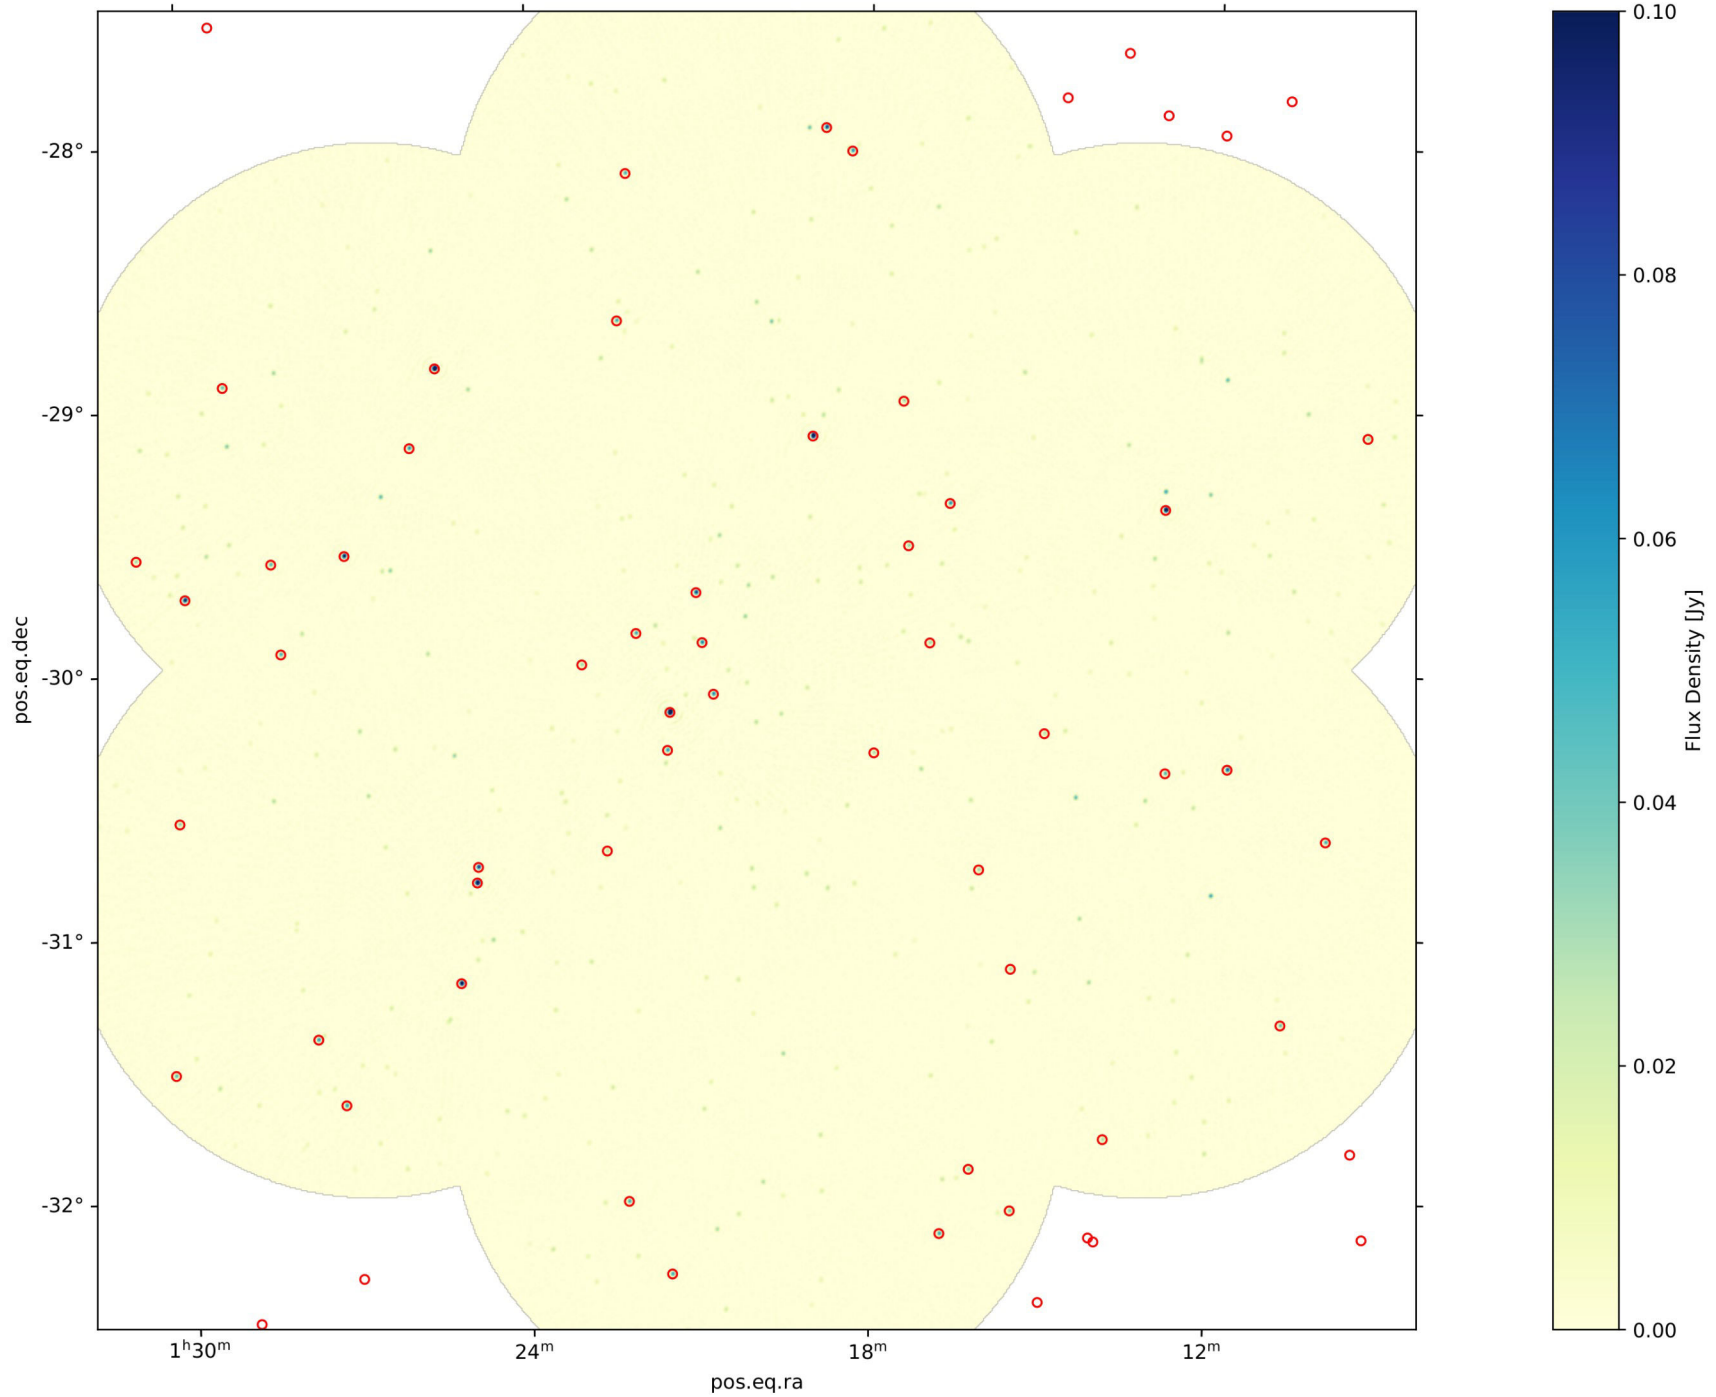 0.10
-28°
0.08
-29°
0.06
pos.eq.dec
-30°
Flux Density [Jy]
0.04
-31°
0.02
-32°
0.00
1ʰ30ᵐ 24ᵐ 18ᵐ 12ᵐ
pos.eq.ra